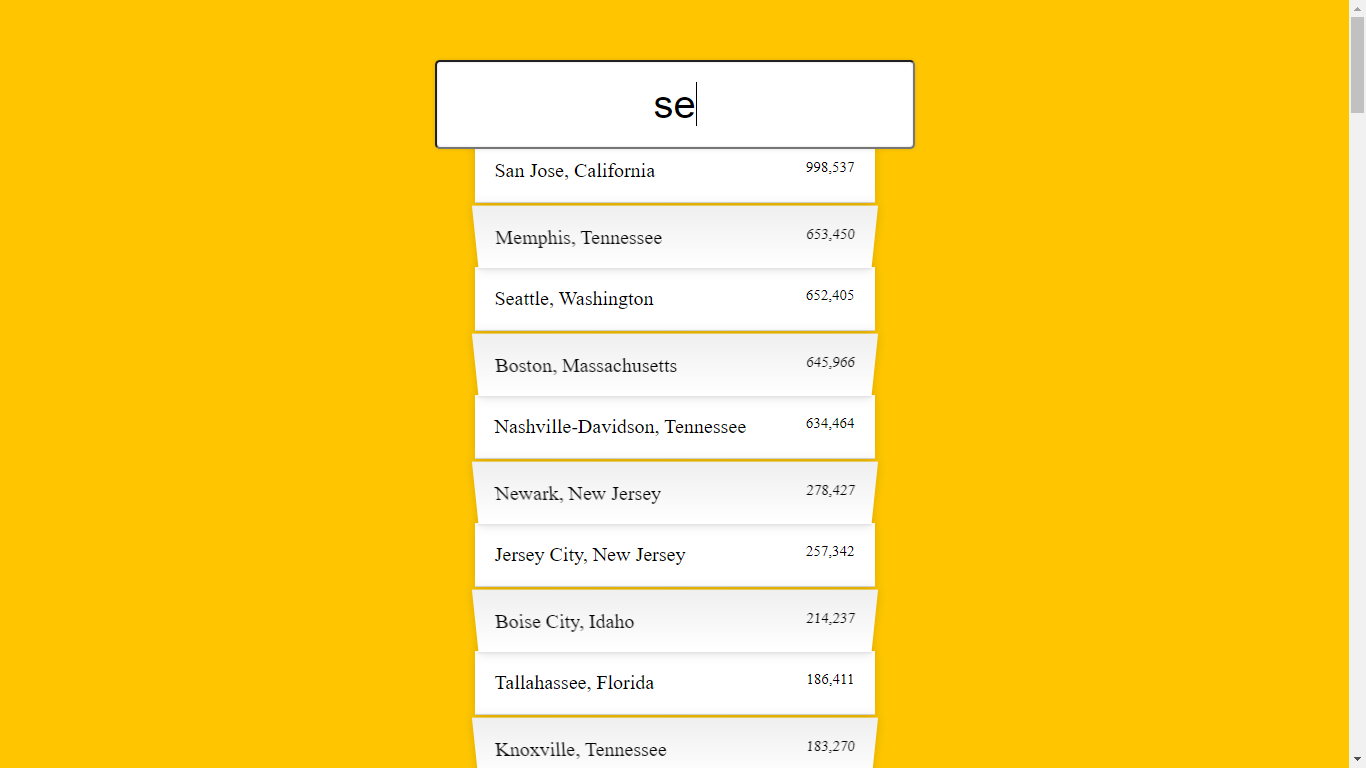 se
San Jose, California 998,537
Memphis, Tennessee 653,450
Seattle, Washington 652,405
Boston, Massachusetts 645,966
Nashville-Davidson, Tennessee 634,464
Newark, New Jersey 278,427
Jersey City, New Jersey 257,342
Boise City, Idaho 214,237
Tallahassee, Florida 186,411
Knoxville, Tennessee 183,270